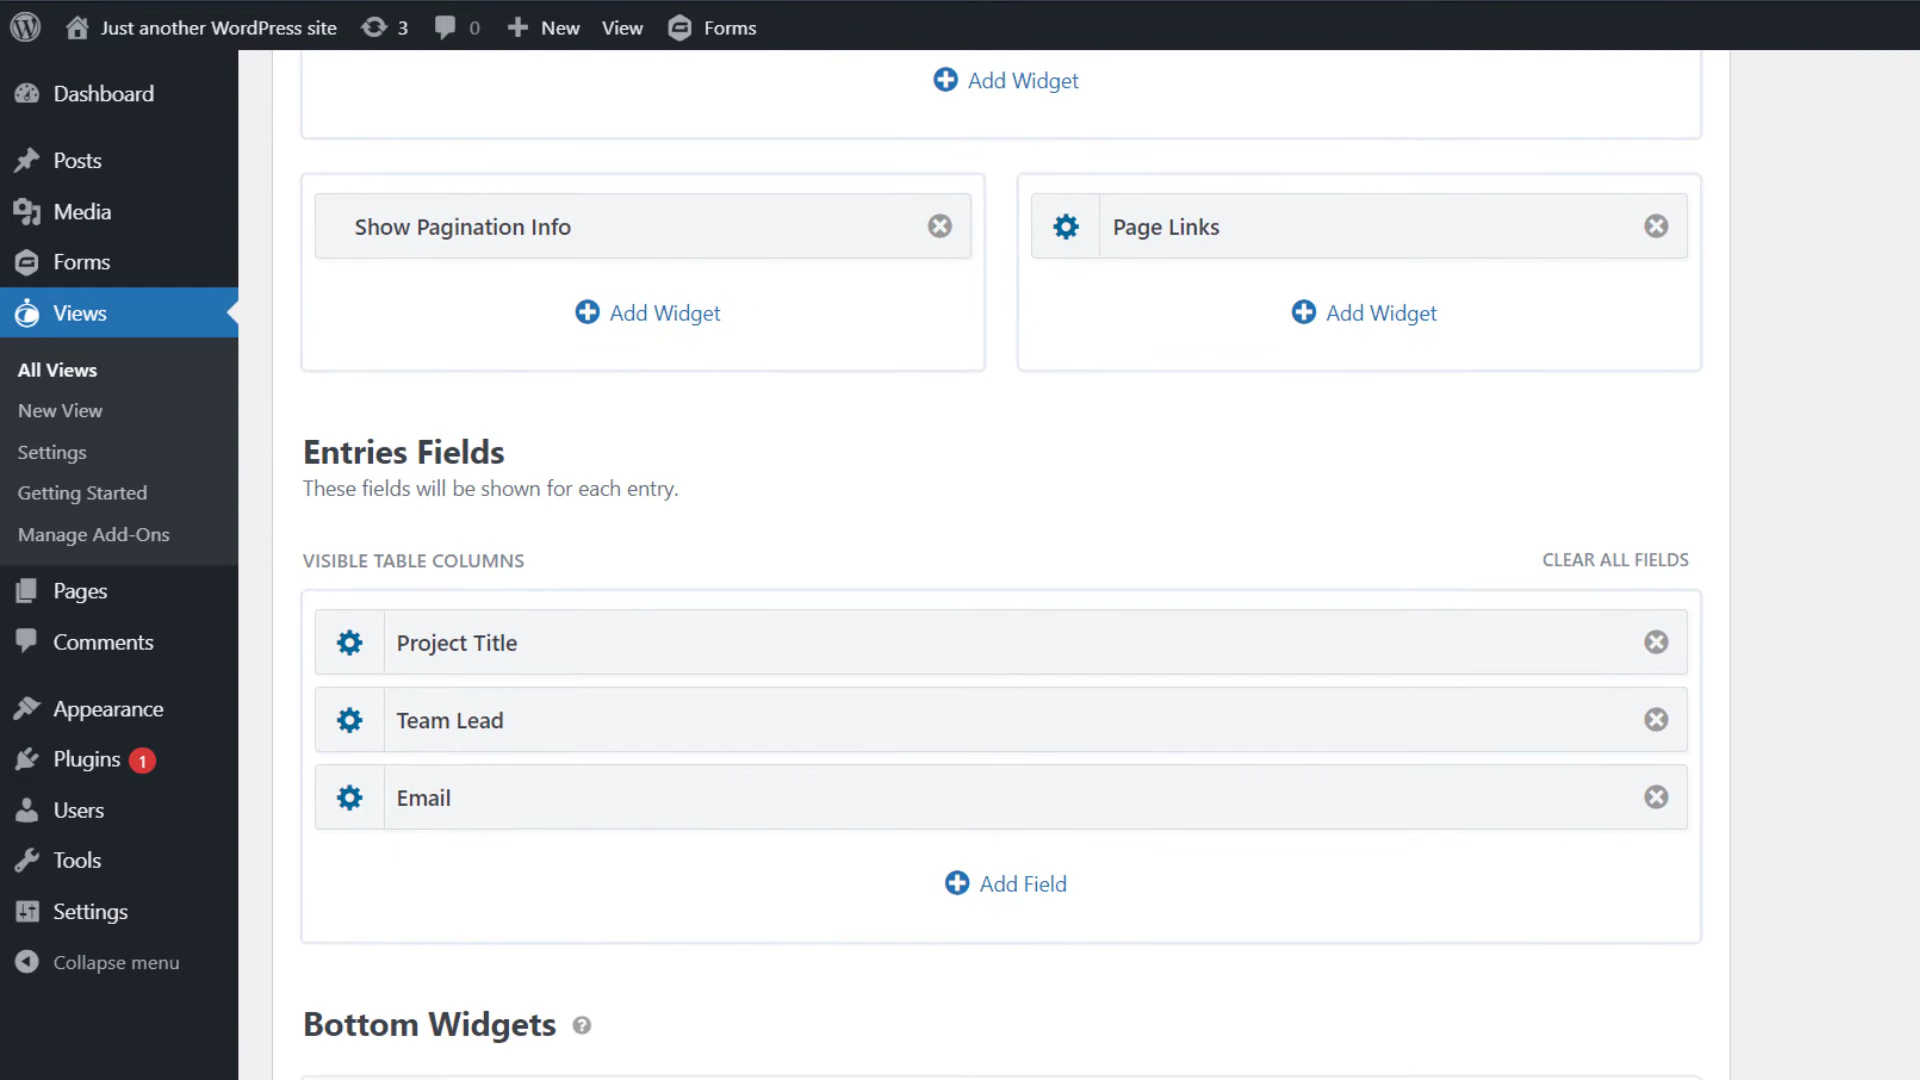 Just another WordPress site 3 0 New View Forms
Dashboard
Posts
Media
Forms
Views
All Views
New View
Settings
Getting Started
Manage Add-Ons
Pages
Comments
Appearance
Plugins 1
Users
Tools
Settings
Collapse menu
Add Widget
Show Pagination Info
Add Widget
Page Links
Add Widget
Entries Fields
These fields will be shown for each entry.
VISIBLE TABLE COLUMNS
CLEAR ALL FIELDS
Project Title
Team Lead
Email
Add Field
Bottom Widgets ?